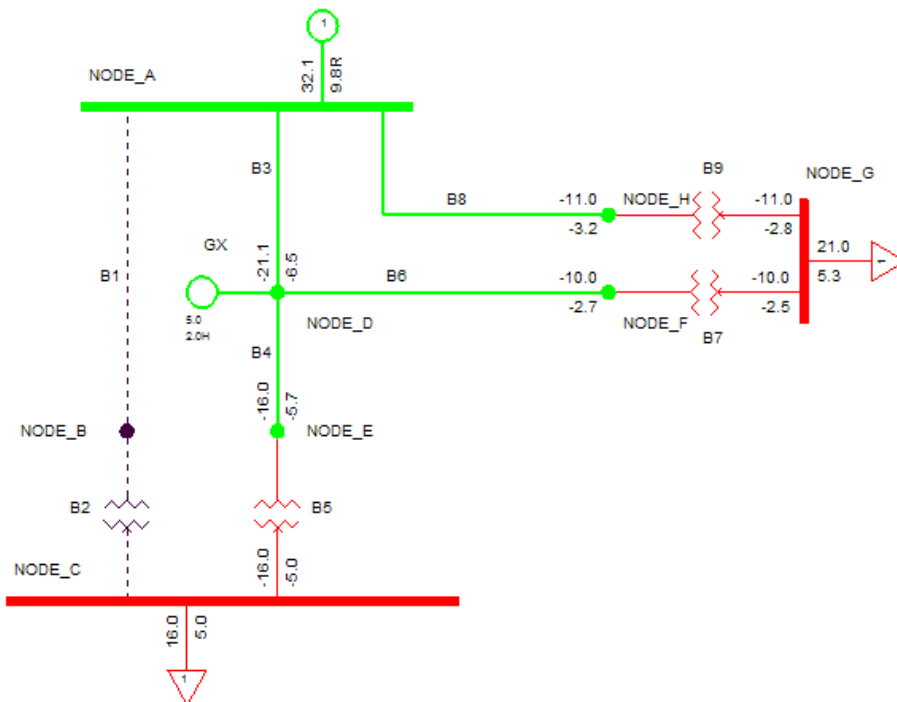 1
32.1
9.8R
NODE_A
B3
B9
NODE_G
B8
-11.0
-3.2
NODE_H
-11.0
-2.8
GX
-21.1
-6.5
21.0
5.3
1
B1
B6
-10.0
-2.7
-10.0
-2.5
5.0
2.0H
NODE_D
NODE_F
B7
B4
-16.0
-5.7
NODE_B
NODE_E
B2
B5
NODE_C
-16.0
-5.0
16.0
5.0
1